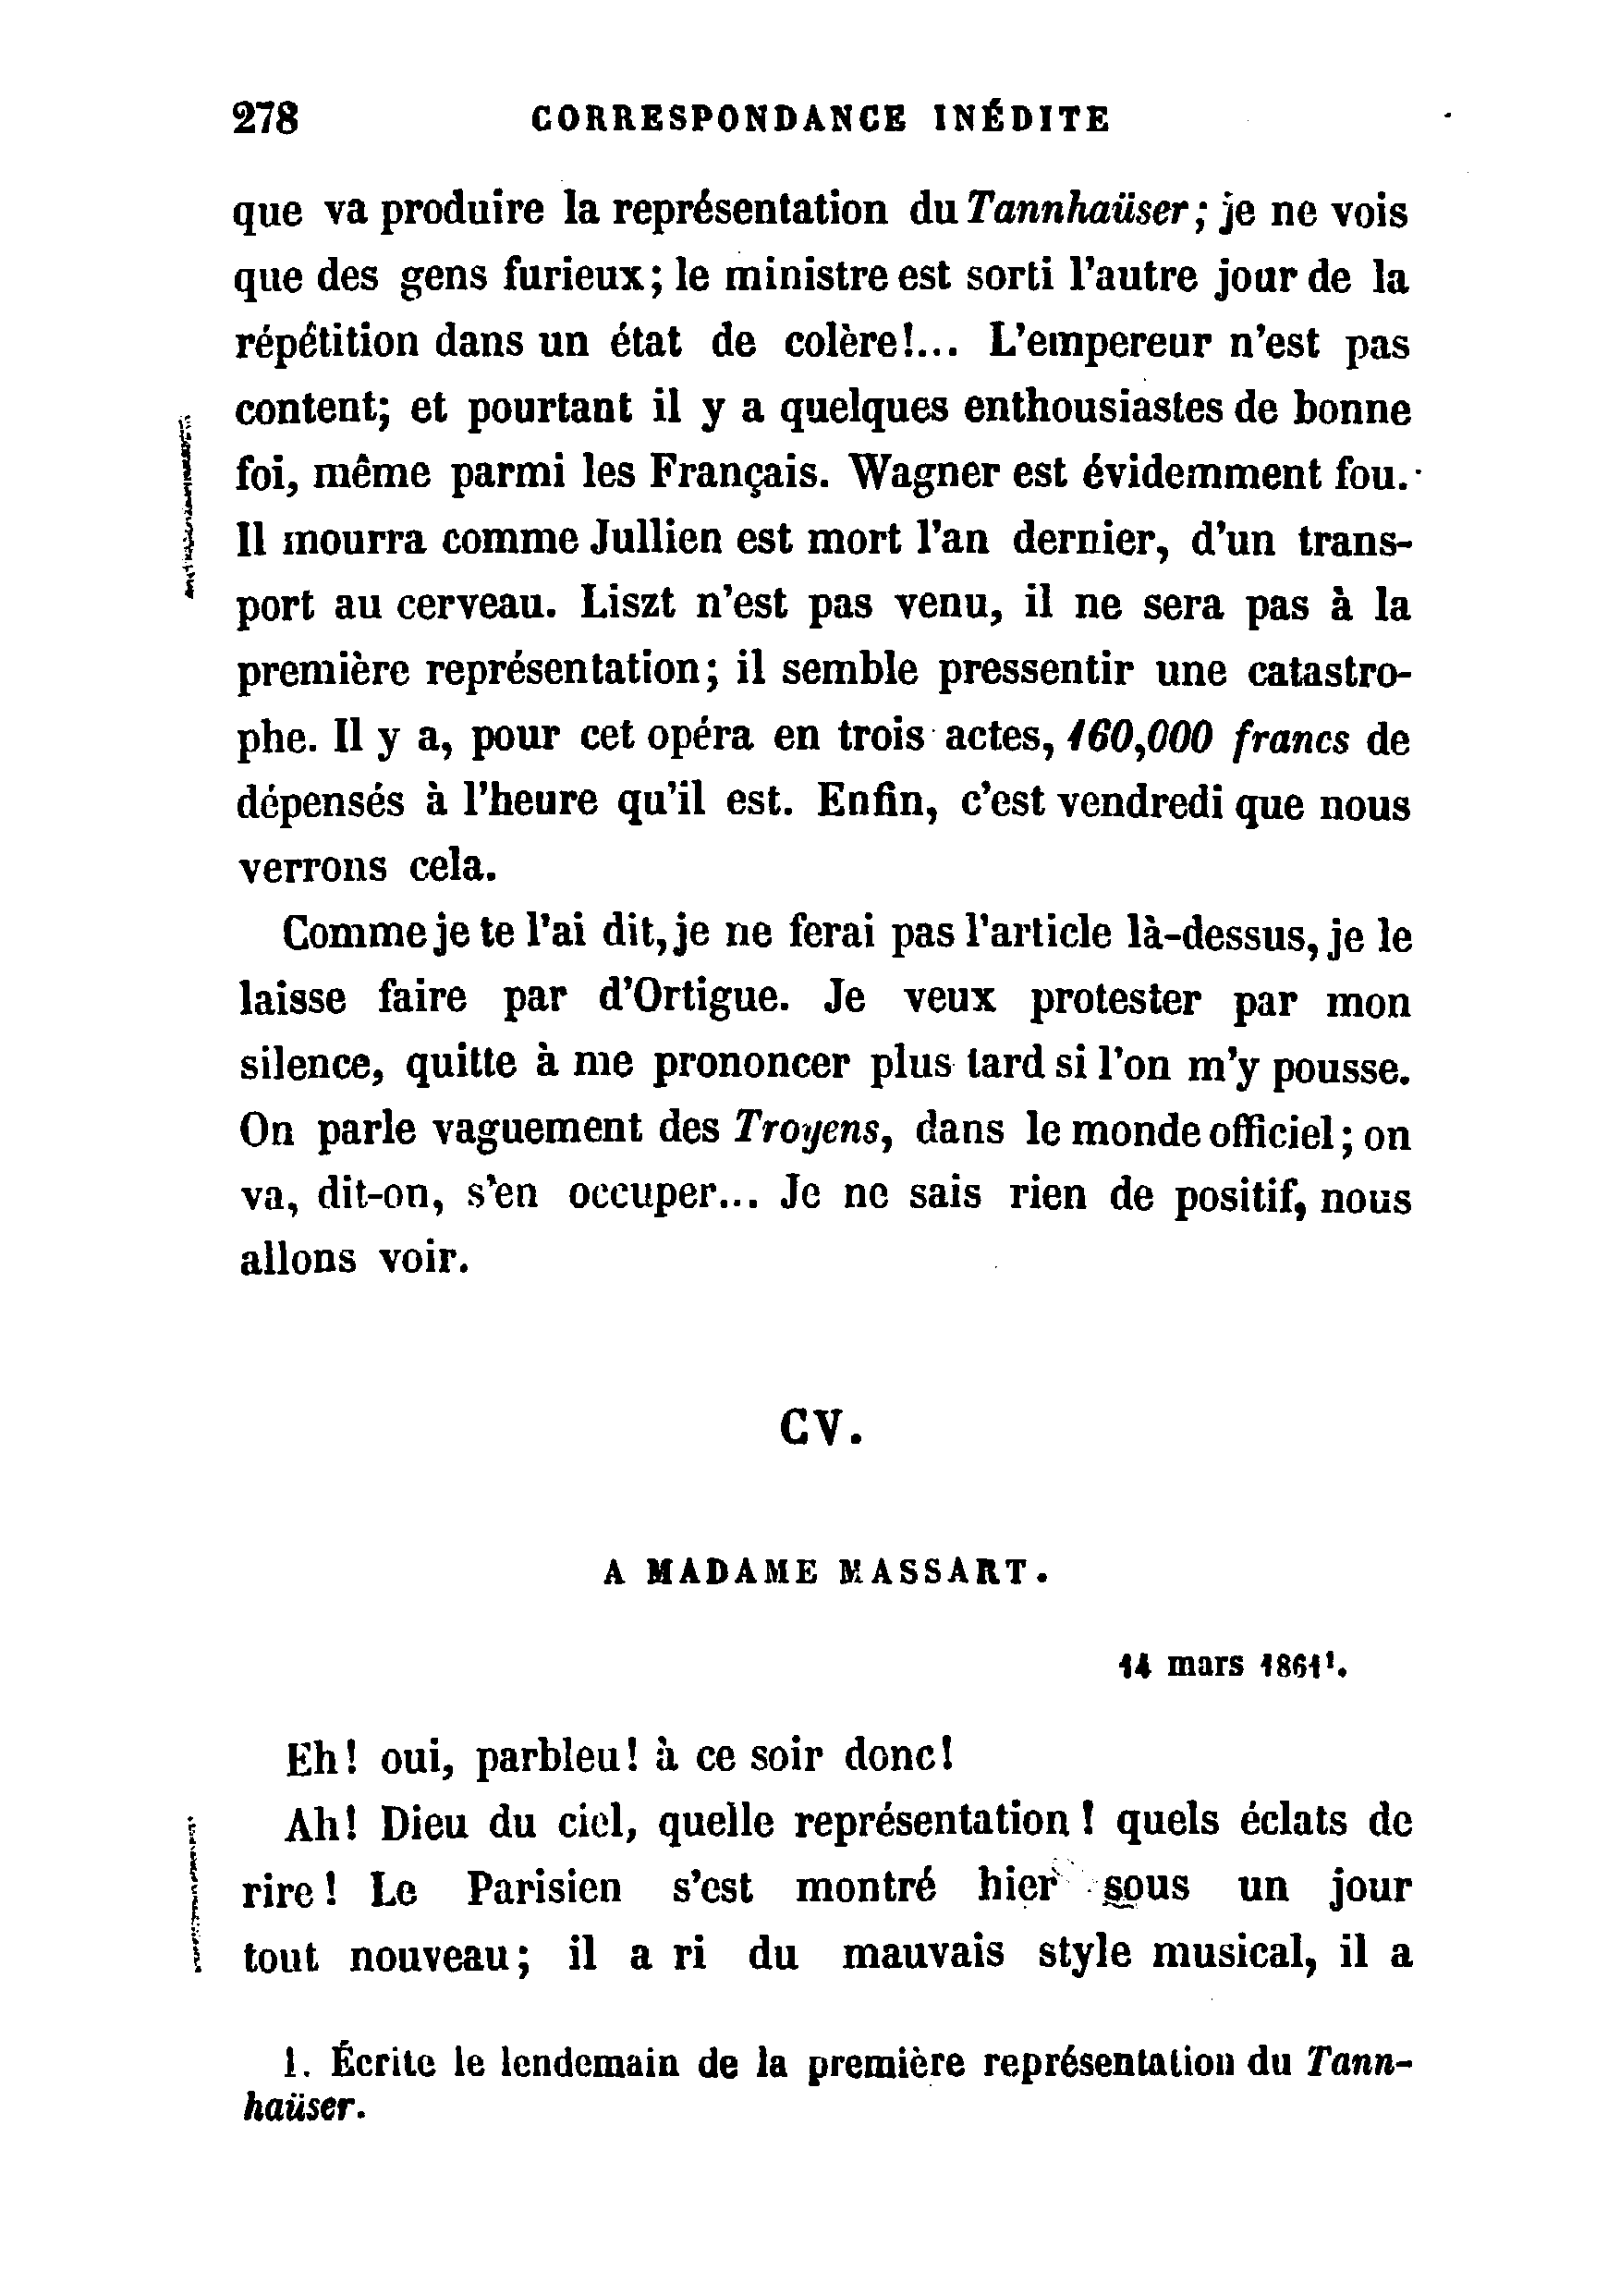 278 CORRESPONDANCE INÉDITE
que va produire la représentation du Tannhaüser; je ne vois
que des gens furieux; le ministre est sorti l'autre jour de la
répétition dans un état de colère!... L'empereur n'est pas
content; et pourtant il y a quelques enthousiastes de bonne
foi, même parmi les Français. Wagner est évidemment fou.
Il mourra comme Jullien est mort l'an dernier, d'un trans-
port au cerveau. Liszt n'est pas venu, il ne sera pas à la
première représentation; il semble pressentir une catastro-
phe. Il y a, pour cet opéra en trois actes, 160,000 francs de
dépensés à l'heure qu'il est. Enfin, c'est vendredi que nous
verrons cela.
Comme je te l'ai dit, je ne ferai pas l'article là-dessus, je le
laisse faire par d'Ortigue. Je veux protester par mon
silence, quitte à me prononcer plus tard si l'on m'y pousse.
On parle vaguement des Troyens, dans le monde officiel; on
va, dit-on, s'en occuper... Je ne sais rien de positif, nous
allons voir.
CV.
A MADAME MASSART.
14 mars 1861¹.
Eh! oui, parbleu! à ce soir donc!
Ah! Dieu du ciel, quelle représentation! quels éclats de
rire! Le Parisien s'est montré hier sous un jour
tout nouveau; il a ri du mauvais style musical, il a
1. Écrite le lendemain de la première représentation du Tann-
haüser.